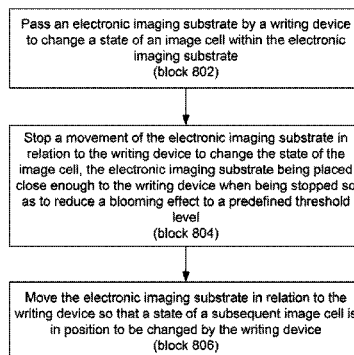 Pass an electronic imaging substrate by a writing device
to change a state of an image cell within the electronic
imaging substrate
(block 802)
Stop a movement of the electronic imaging substrate in
relation to the writing device to change the state of the
image cell, the electronic imaging substrate being placed
close enough to the writing device when being stopped so
as to reduce a blooming effect to a predefined threshold
level
(block 804)
Move the electronic imaging substrate in relation to the
writing device so that a state of a subsequent image cell is
in position to be changed by the writing device
(block 806)